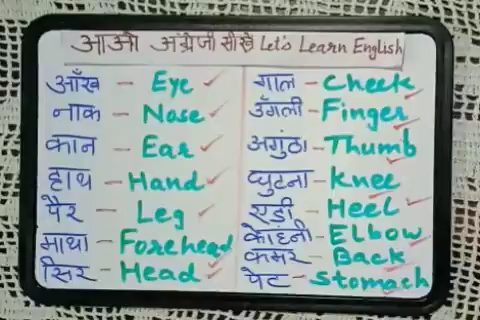 आओ अंग्रेजी सीखें Let's Learn English
आँख - Eye
नाक - Nose
कान - Ear
हाथ - Hand
पैर - Leg
माथा - Forehead
सिर - Head
गाल - Cheek
उँगली - Finger
अगुंठा - Thumb
घुटना - Knee
एडी - Heel
कोहनी - Elbow
कमर - Back
पेट - Stomach